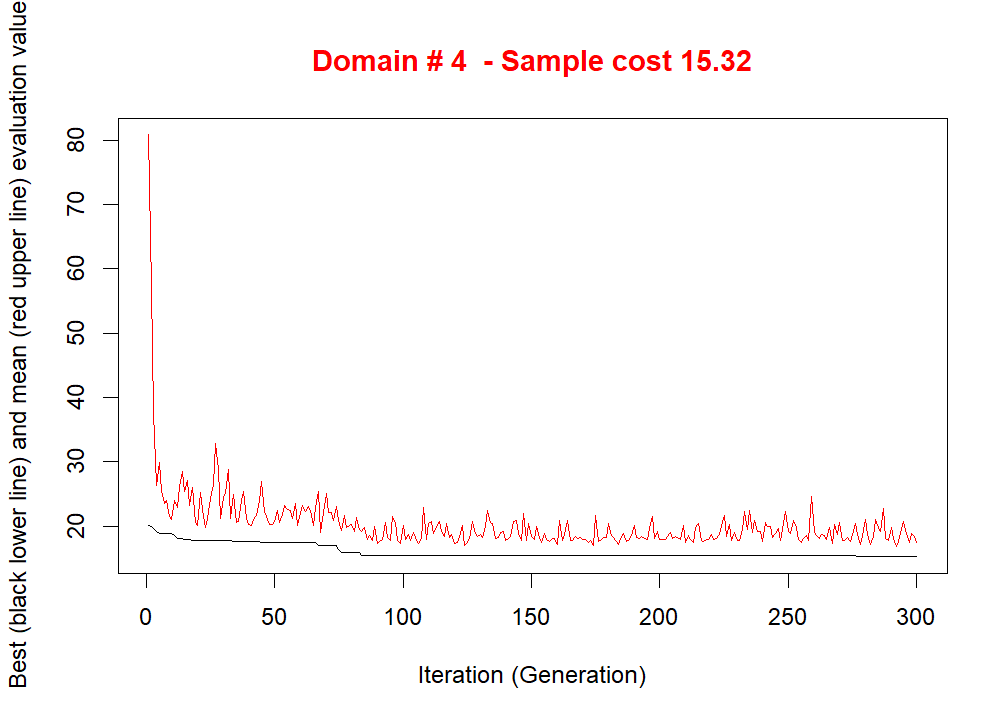 Domain # 4  - Sample cost 15.32
Best (black lower line) and mean (red upper line) evaluation value
80
70
60
50
40
30
20
0 50 100 150 200 250 300
Iteration (Generation)